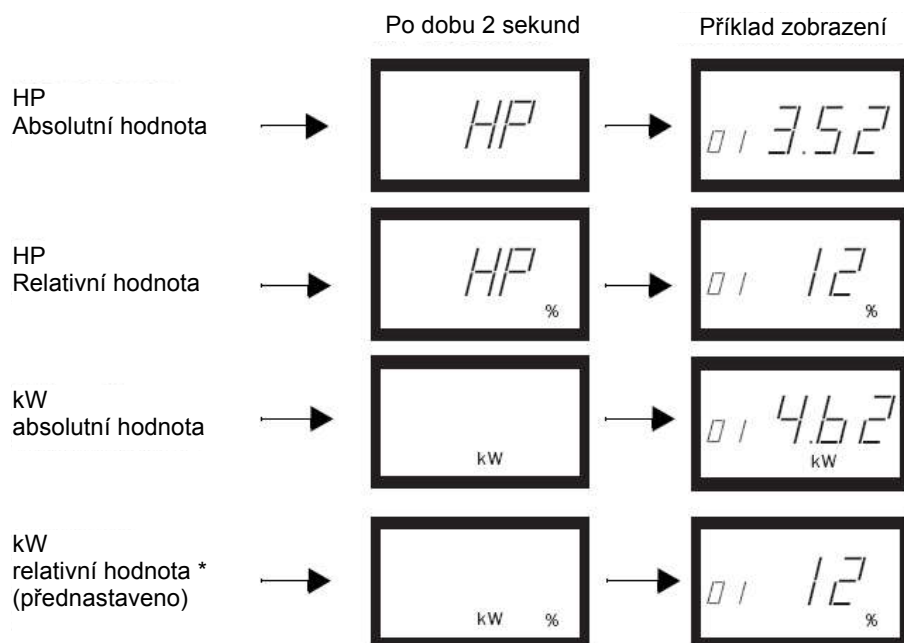 Po dobu 2 sekund
Příklad zobrazení
HP
Absolutní hodnota
HP
01 3.52
HP
Relativní hodnota
HP
%
01 12
%
kW
absolutní hodnota
kW
01 4.62
kW
kW
relativní hodnota *
(přednastaveno)
kW %
01 12
%